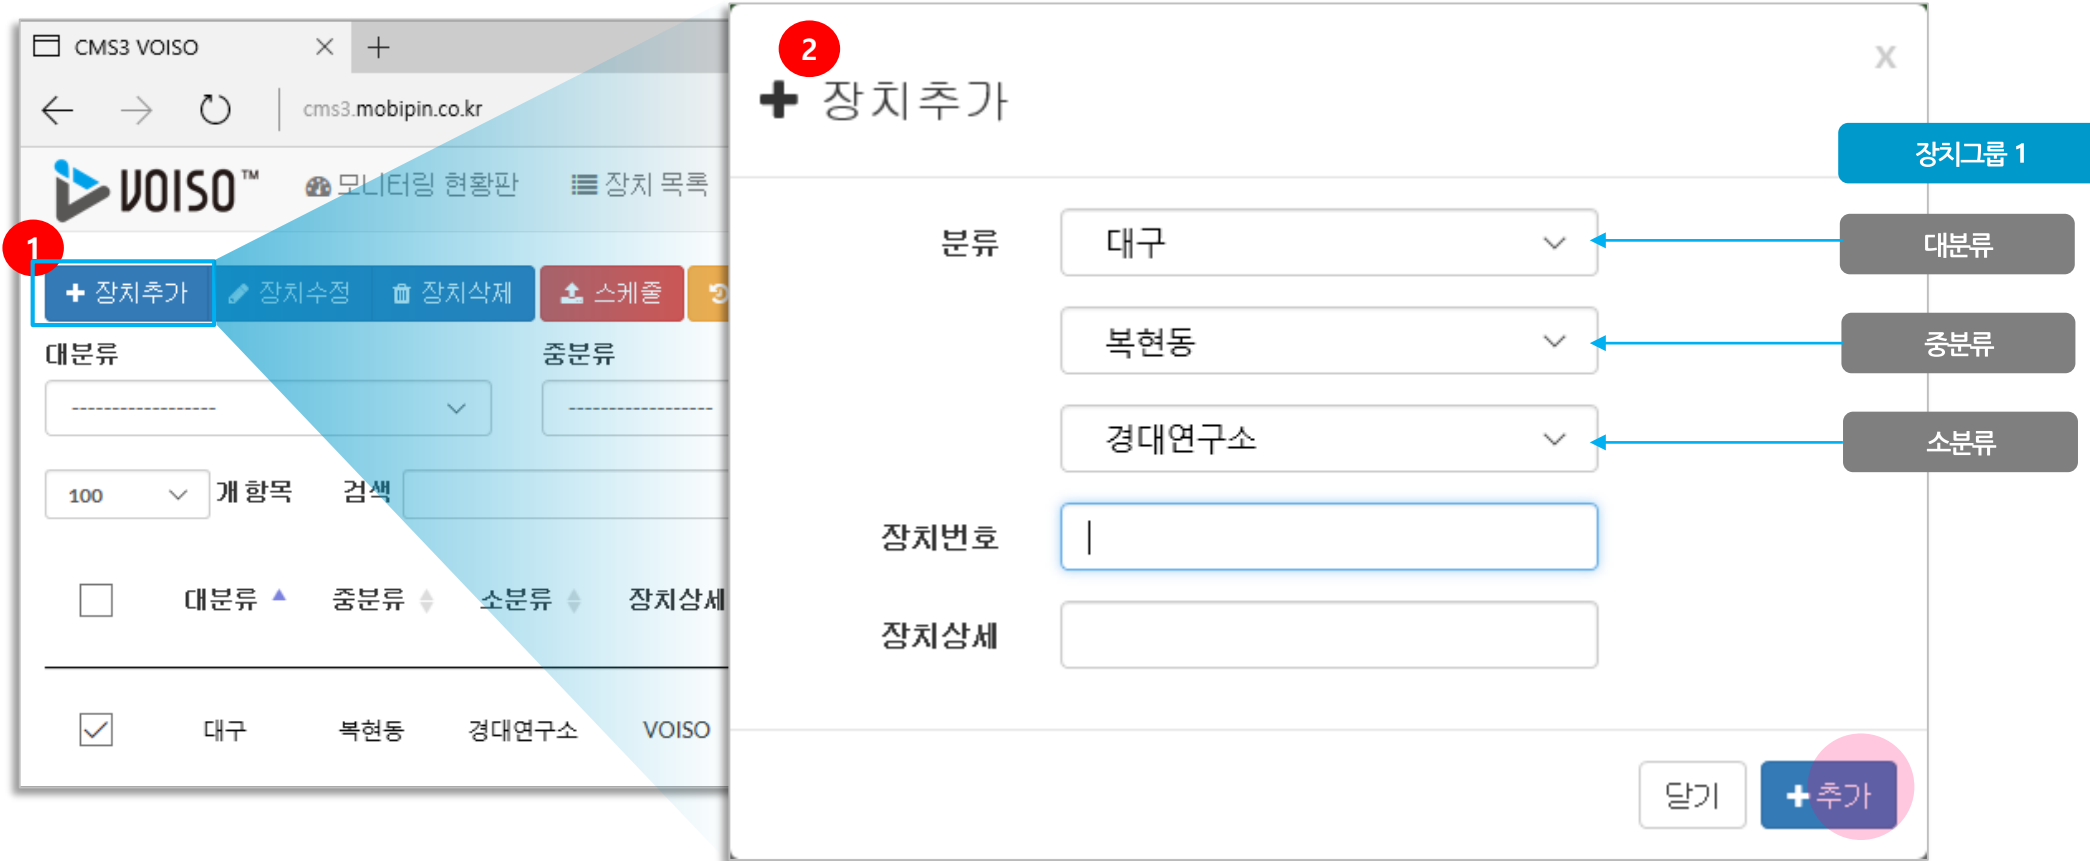 CMS3 VOISO
cms3.mobipin.co.kr
VOISO™
모니터링 현황판
장치 목록
1
장치추가
장치수정
장치삭제
스케줄
대분류
중분류
------------------
------------------
100
개 항목
검색
대분류 중분류 소분류 장치상세
대구 복현동 경대연구소 VOISO
2
X
장치추가
장치그룹 1
분류
대구
대분류
복현동
중분류
경대연구소
소분류
장치번호
장치상세
닫기
추가